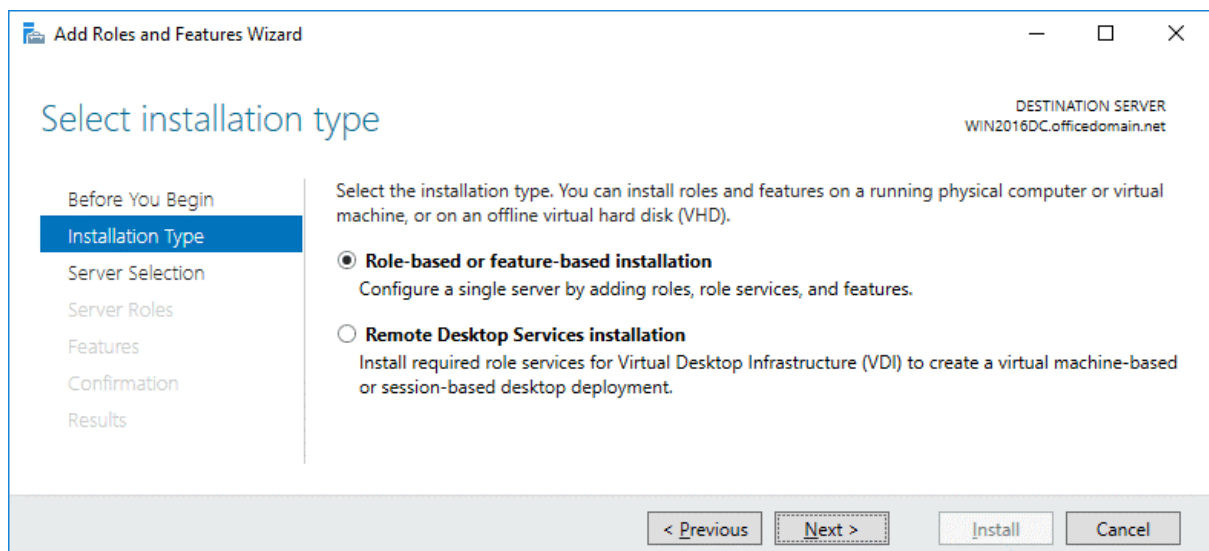 Add Roles and Features Wizard
Select installation type
DESTINATION SERVER
WIN2016DC.officedomain.net
Before You Begin
Installation Type
Server Selection
Server Roles
Features
Confirmation
Results
Select the installation type. You can install roles and features on a running physical computer or virtual
machine, or on an offline virtual hard disk (VHD).
Role-based or feature-based installation
Configure a single server by adding roles, role services, and features.
Remote Desktop Services installation
Install required role services for Virtual Desktop Infrastructure (VDI) to create a virtual machine-based
or session-based desktop deployment.
< Previous
Next >
Install
Cancel